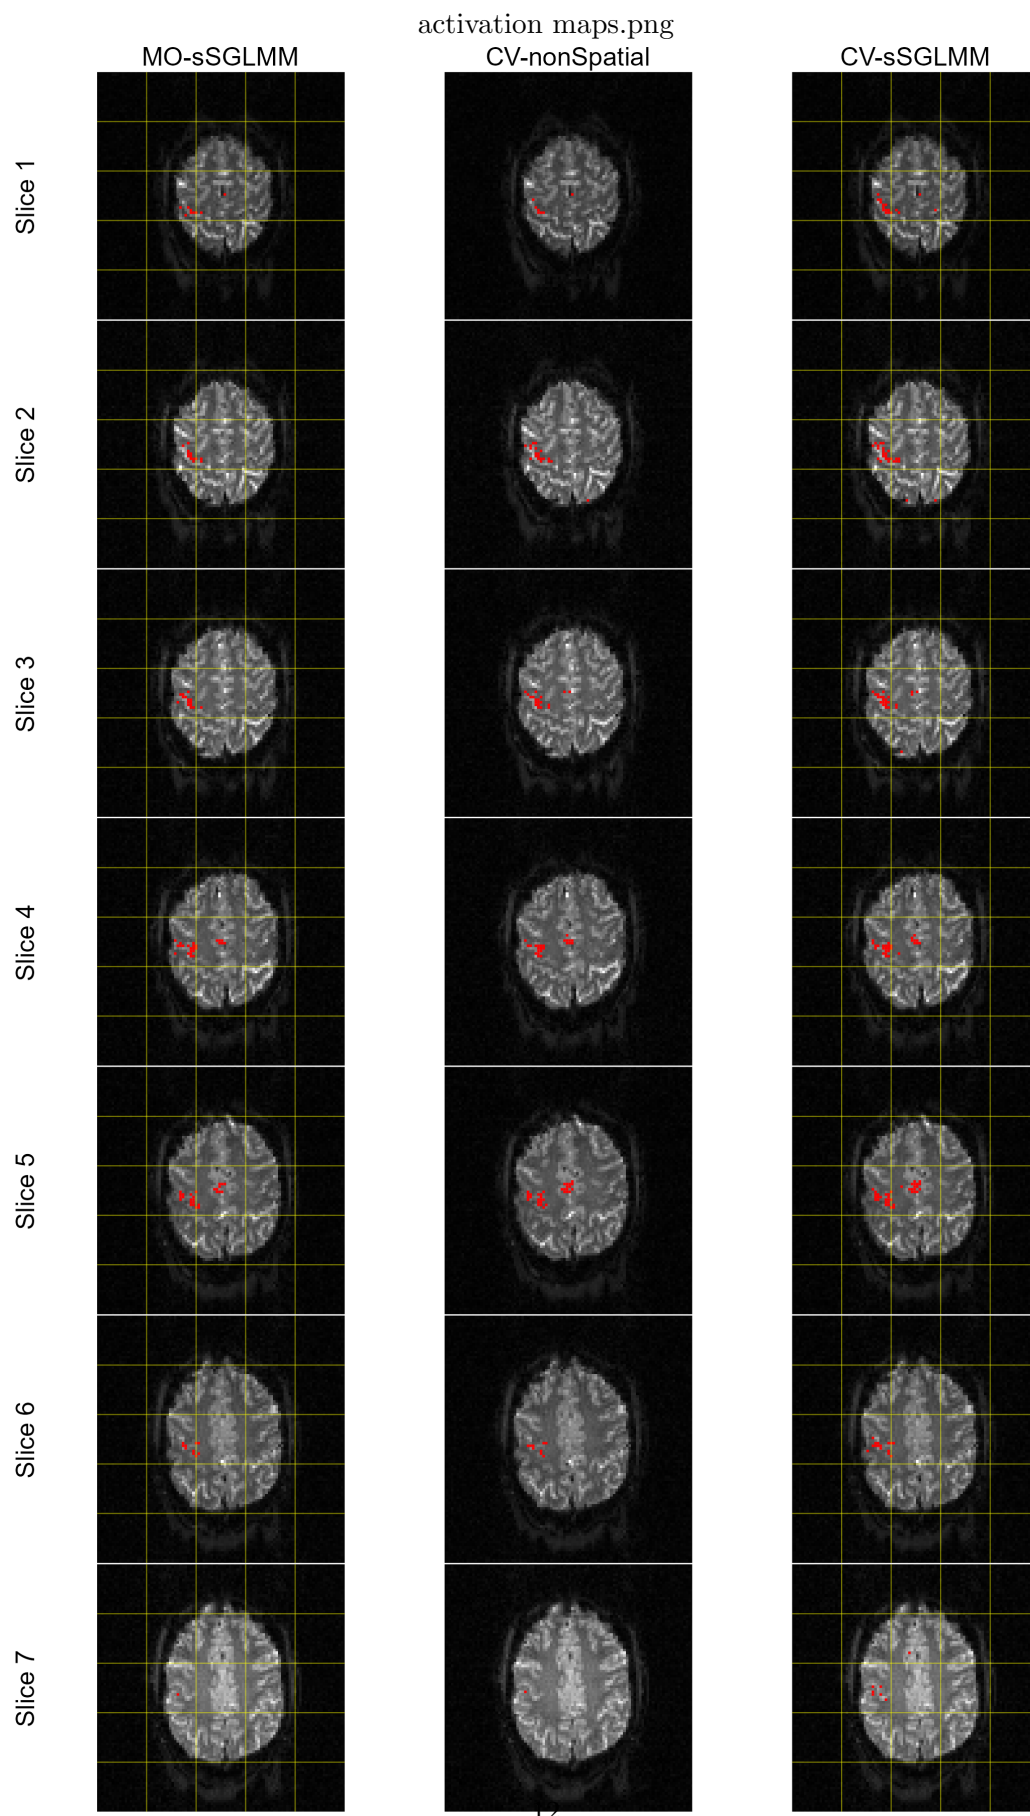 activation maps.png
MO-sSGLMM CV-nonSpatial CV-sSGLMM
Slice 1
Slice 2
Slice 3
Slice 4
Slice 5
Slice 6
Slice 7